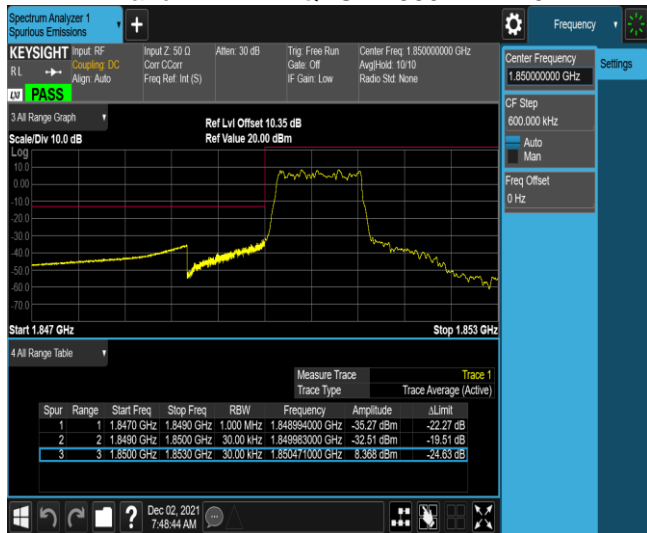 Spectrum Analyzer 1
Spurious Emissions
Frequency
KEYSIGHT Input: RF Input Z: 50 Ω Atten: 30 dB Trig: Free Run Center Freq: 1.850000000 GHz
RL Coupling: DC Corr CCorr Gate: Off Avg|Hold: 10/10
Align: Auto Freq Ref: Int (S) IF Gain: Low Radio Std: None
LXI PASS
Center Frequency
1.850000000 GHz
Settings
CF Step
600.000 kHz
Auto
Man
Freq Offset
0 Hz
3 All Range Graph
Ref Lvl Offset 10.35 dB
Scale/Div 10.0 dB Ref Value 20.00 dBm
Log
10.0
0.00
-10.0
-20.0
-30.0
-40.0
-50.0
-60.0
-70.0
Start 1.847 GHz Stop 1.853 GHz
4 All Range Table
Measure Trace Trace 1
Trace Type Trace Average (Active)
Spur Range Start Freq Stop Freq RBW Frequency Amplitude ΔLimit
1 1 1.8470 GHz 1.8490 GHz 1.000 MHz 1.848994000 GHz -35.27 dBm -22.27 dB
2 2 1.8490 GHz 1.8500 GHz 30.00 kHz 1.849983000 GHz -32.51 dBm -19.51 dB
3 3 1.8500 GHz 1.8530 GHz 30.00 kHz 1.850471000 GHz 8.368 dBm -24.63 dB
? Dec 02, 2021
7:48:44 AM